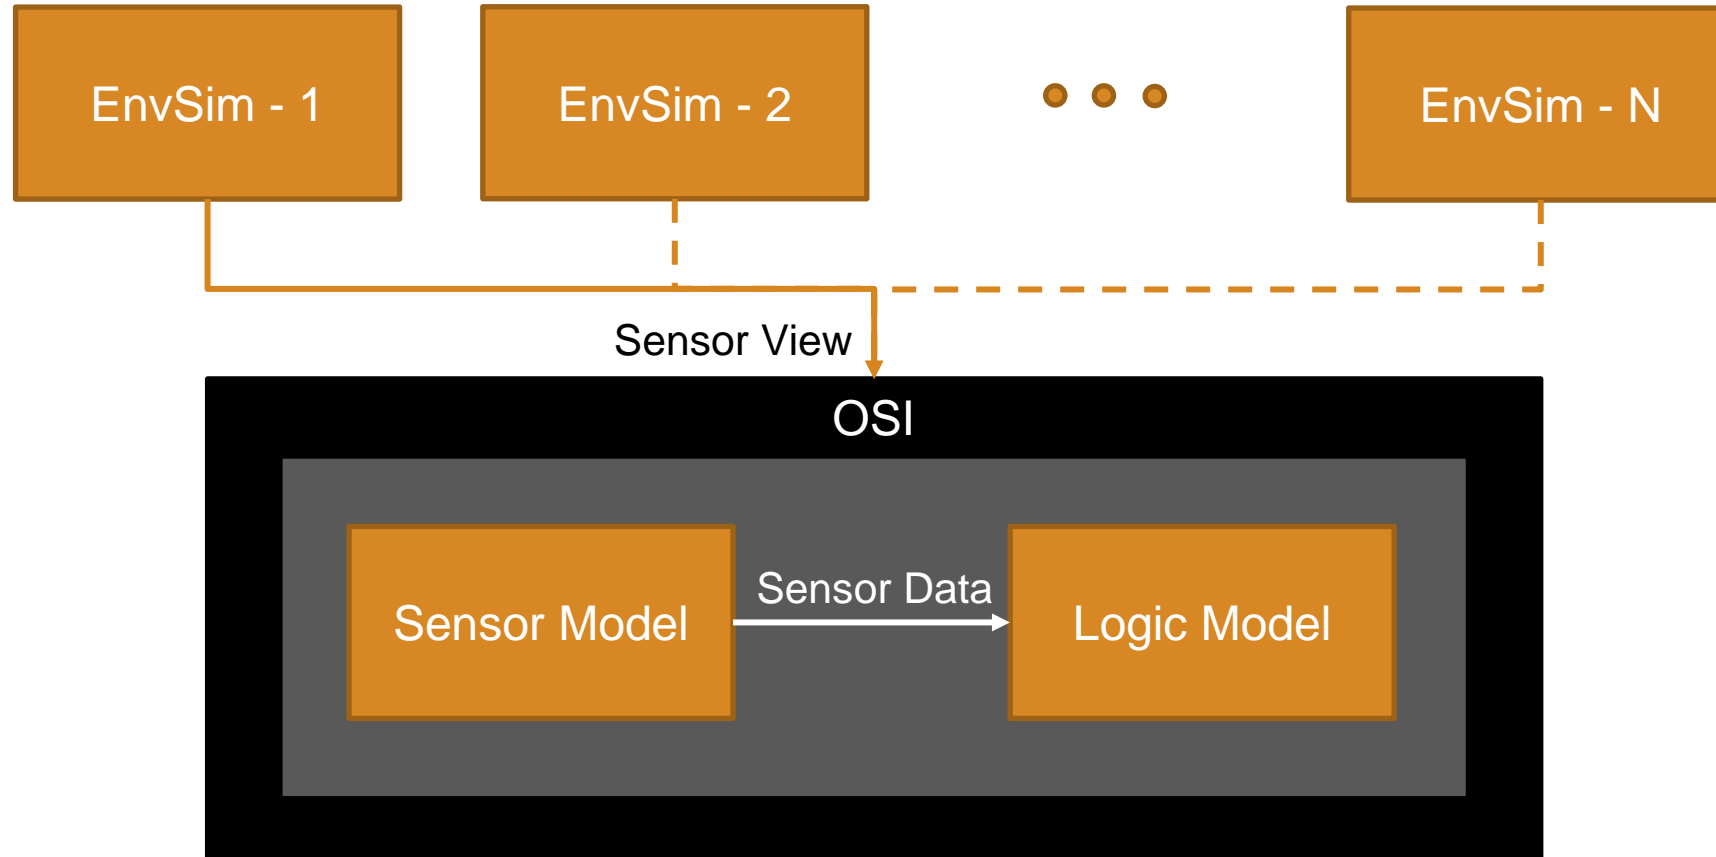 EnvSim - 1
EnvSim - 2
EnvSim - N
Sensor View
OSI
Sensor Model
Sensor Data
Logic Model